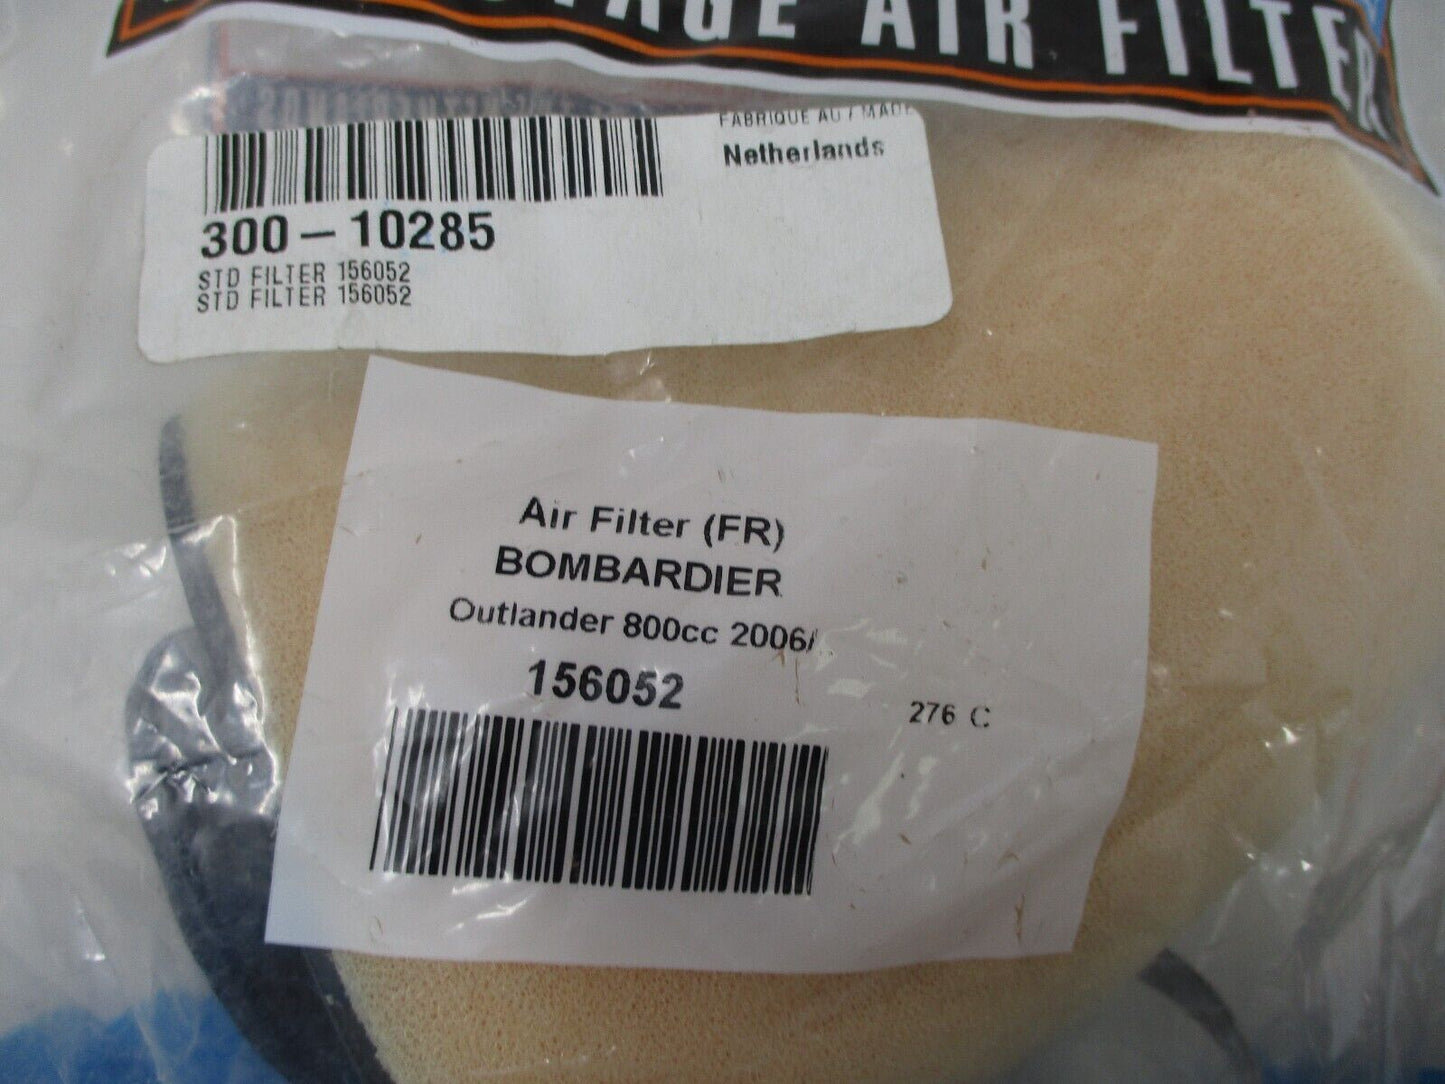 AIR FILTER
FABRIQUE AU / MADE
Netherlands
300-10285
STD FILTER 156052
STD FILTER 156052
Air Filter (FR)
BOMBARDIER
Outlander 800cc 2006/
156052
276 C